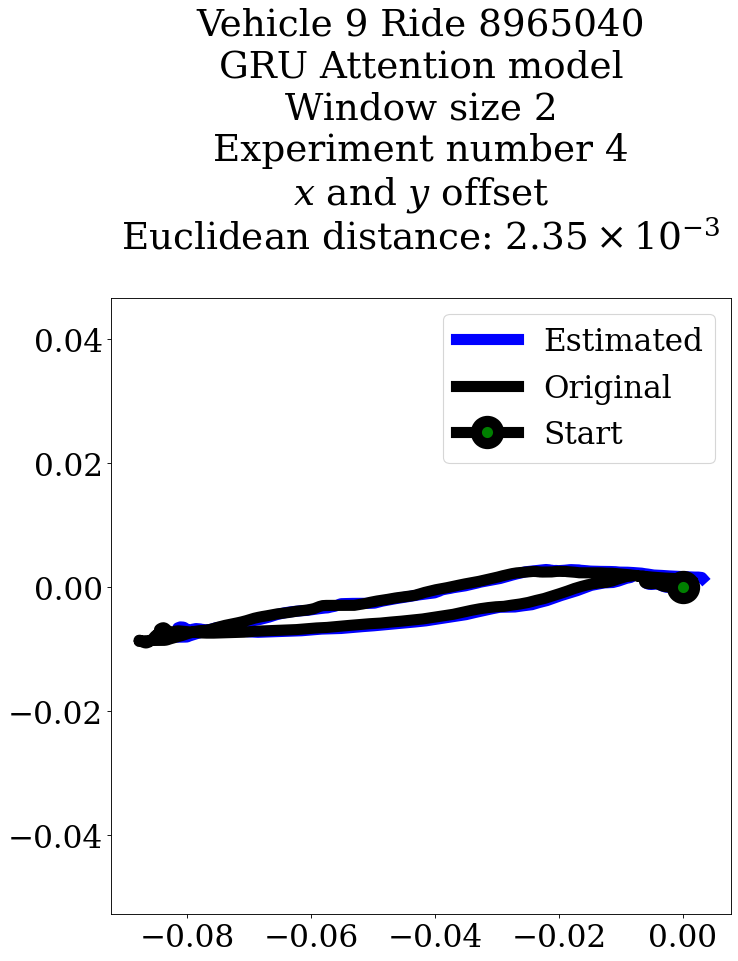 Vehicle 9 Ride 8965040
GRU Attention model
Window size 2
Experiment number 4
x and y offset
Euclidean distance: 2.35 × 10⁻³
Estimated
Original
Start
0.04
0.02
0.00
−0.02
−0.04
−0.08 −0.06 −0.04 −0.02 0.00